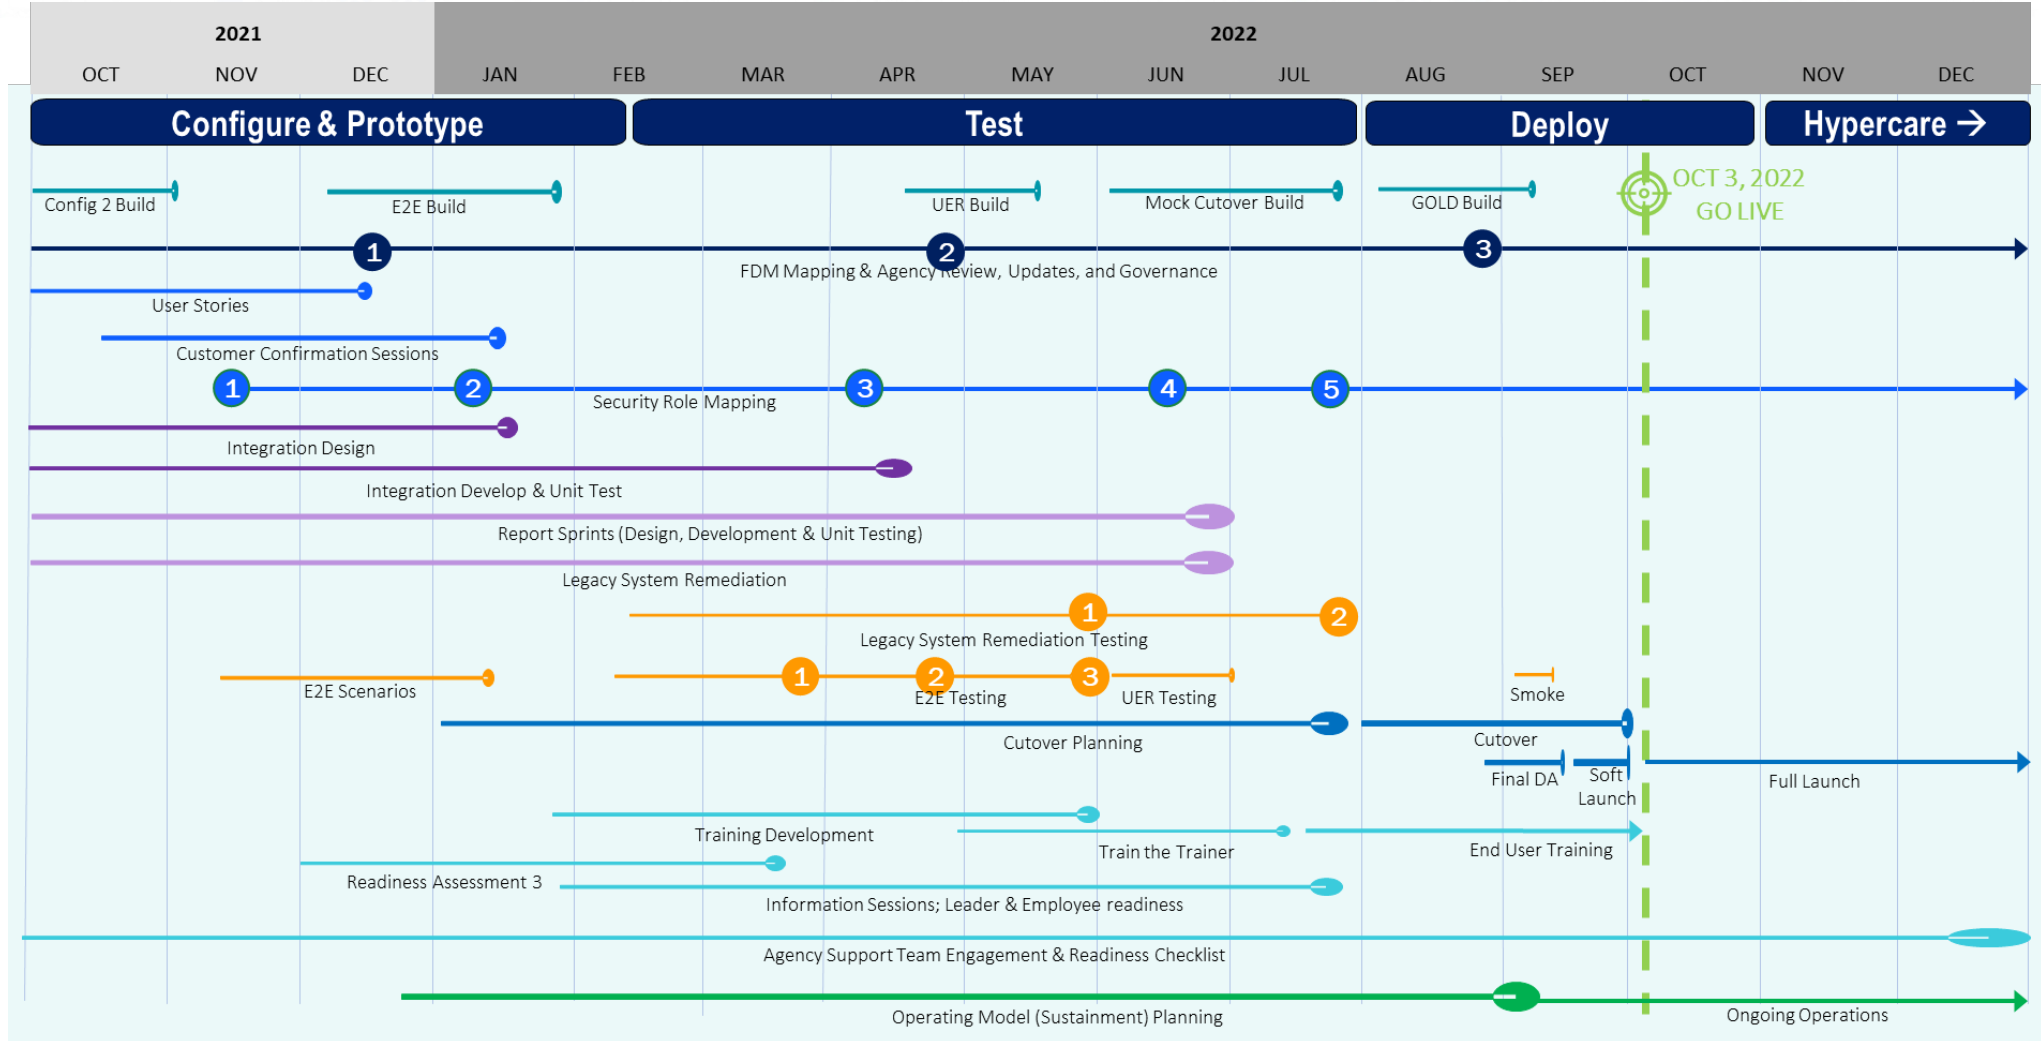 2021
2022
OCT NOV DEC JAN FEB MAR APR MAY JUN JUL AUG SEP OCT NOV DEC
Configure & Prototype
Test
Deploy
Hypercare →
Config 2 Build
E2E Build
UER Build
Mock Cutover Build
GOLD Build
OCT 3, 2022
GO LIVE
1
2
3
FDM Mapping & Agency Review, Updates, and Governance
User Stories
Customer Confirmation Sessions
1
2
3
4
5
Security Role Mapping
Integration Design
Integration Develop & Unit Test
Report Sprints (Design, Development & Unit Testing)
Legacy System Remediation
1
2
Legacy System Remediation Testing
E2E Scenarios
1
2
3
E2E Testing
UER Testing
Smoke
Cutover Planning
Cutover
Final DA
Soft
Launch
Full Launch
Training Development
Train the Trainer
End User Training
Readiness Assessment 3
Information Sessions; Leader & Employee readiness
Agency Support Team Engagement & Readiness Checklist
Operating Model (Sustainment) Planning
Ongoing Operations